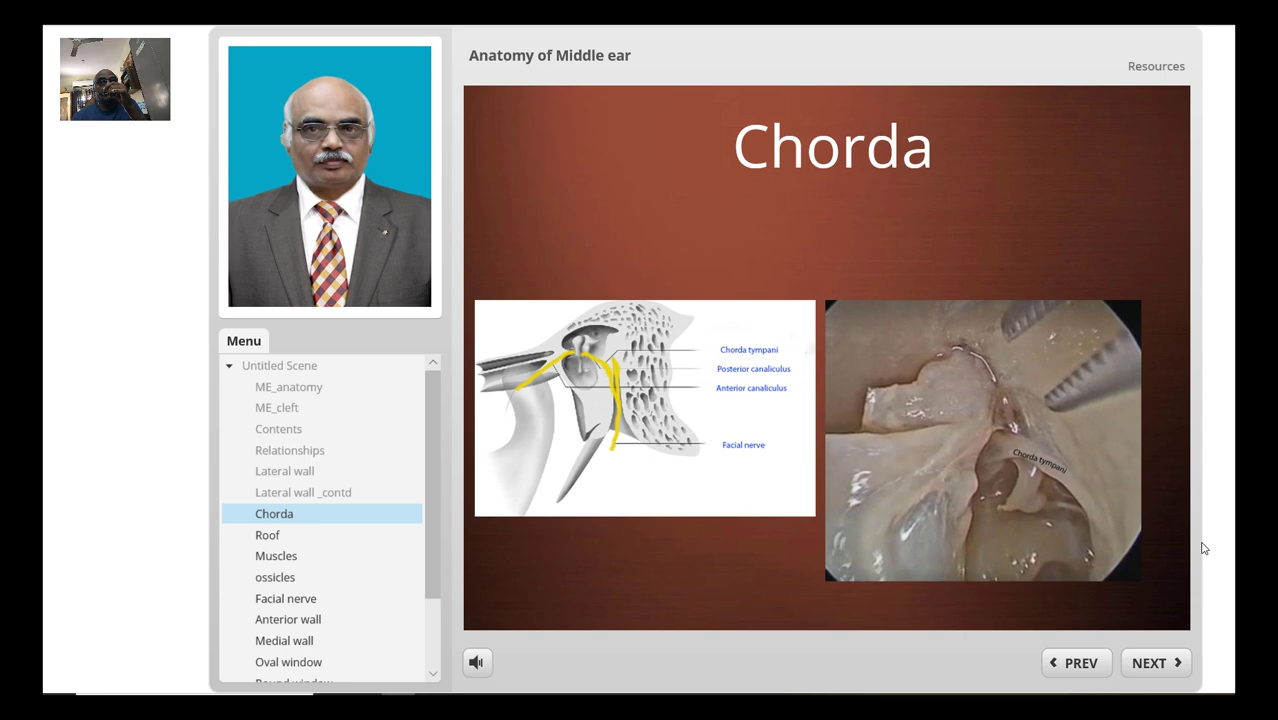 Anatomy of Middle ear
Resources
Chorda
Chorda tympani
Posterior canaliculus
Anterior canaliculus
Facial nerve
Chorda tympani
Menu
Untitled Scene
ME_anatomy
ME_cleft
Contents
Relationships
Lateral wall
Lateral wall _contd
Chorda
Roof
Muscles
ossicles
Facial nerve
Anterior wall
Medial wall
Oval window
PREV
NEXT